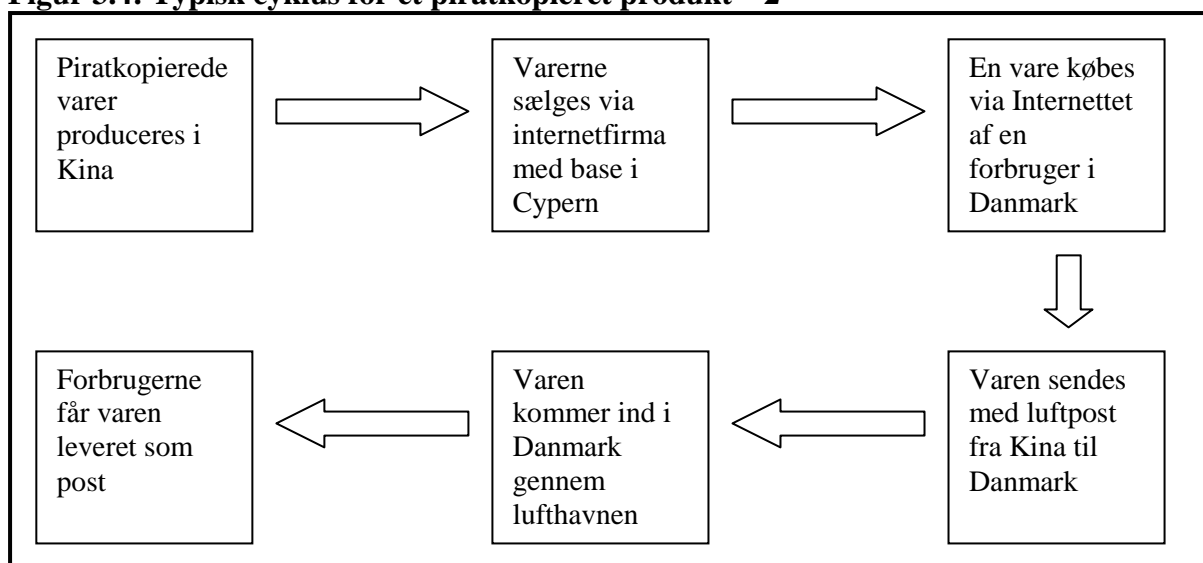 Figur 3.4: Typisk cyklus for et piratkopieret produkt – 2
Piratkopierede
varer
produceres i
Kina
Varerne
sælges via
internetfirma
med base i
Cypern
En vare købes
via Internettet
af en
forbruger i
Danmark
Varen sendes
med luftpost
fra Kina til
Danmark
Varen
kommer ind i
Danmark
gennem
lufthavnen
Forbrugerne
får varen
leveret som
post